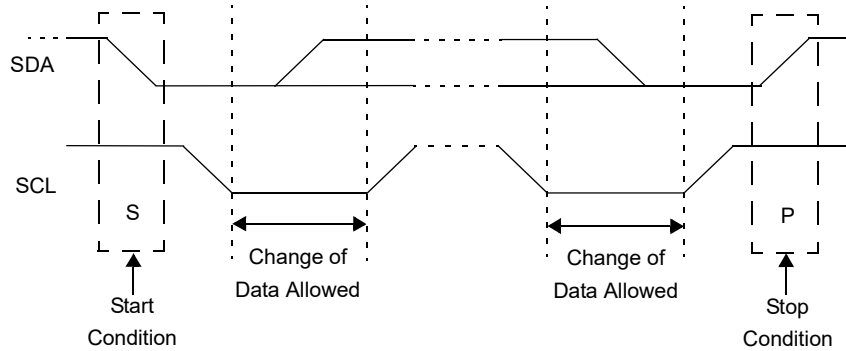 SDA
SCL
S
P
Change of
Data Allowed
Change of
Data Allowed
Start
Condition
Stop
Condition